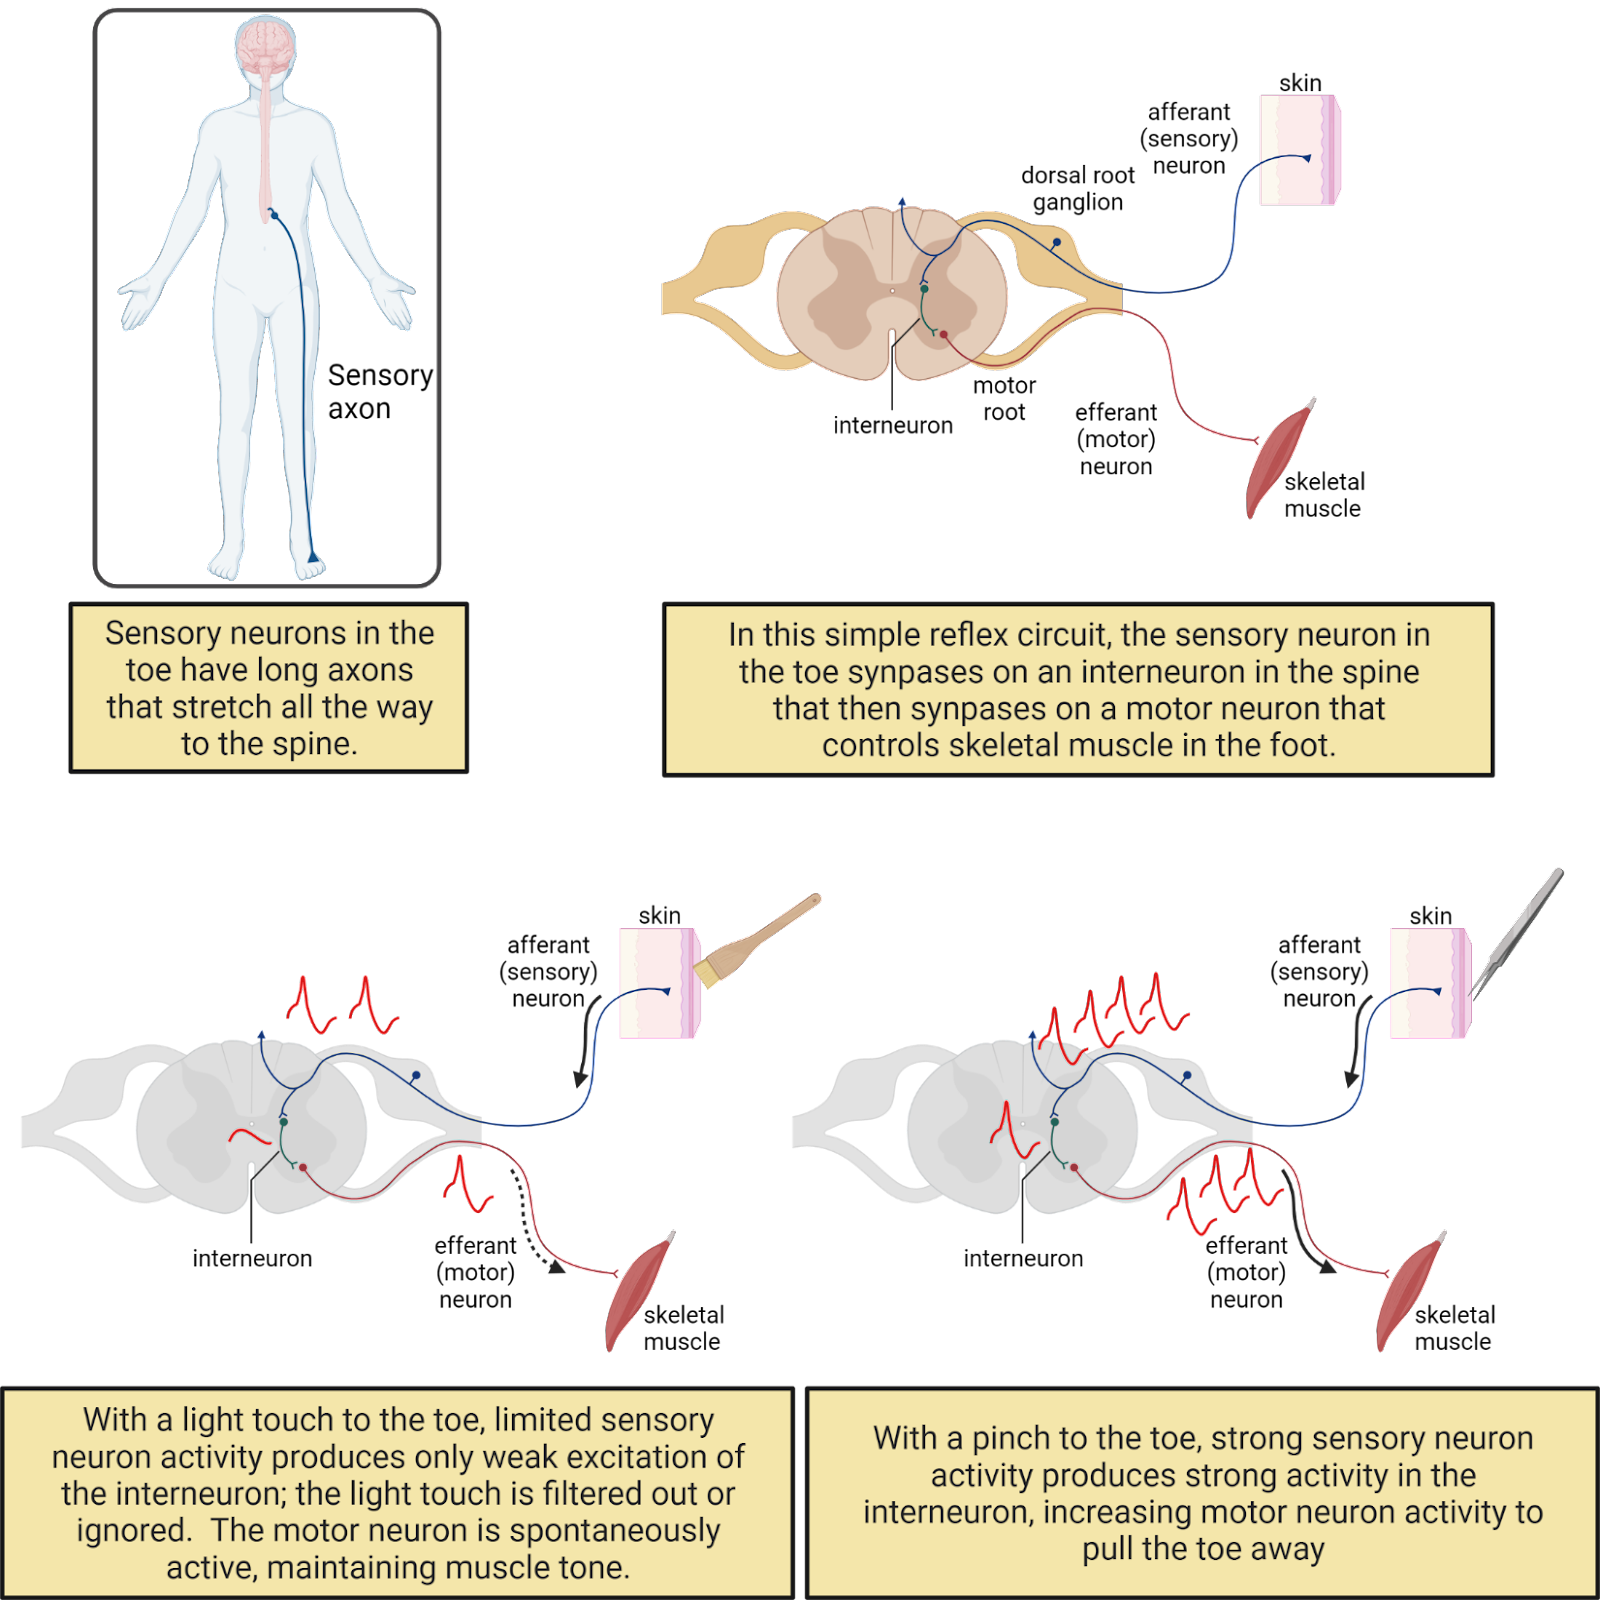 Sensory
axon
Sensory neurons in the
toe have long axons
that stretch all the way
to the spine.
skin
afferant
(sensory)
neuron
dorsal root
ganglion
interneuron
motor
root
efferant
(motor)
neuron
skeletal
muscle
In this simple reflex circuit, the sensory neuron in
the toe synpases on an interneuron in the spine
that then synpases on a motor neuron that
controls skeletal muscle in the foot.
skin
afferant
(sensory)
neuron
interneuron
efferant
(motor)
neuron
skeletal
muscle
With a light touch to the toe, limited sensory
neuron activity produces only weak excitation of
the interneuron; the light touch is filtered out or
ignored.  The motor neuron is spontaneously
active, maintaining muscle tone.
skin
afferant
(sensory)
neuron
interneuron
efferant
(motor)
neuron
skeletal
muscle
With a pinch to the toe, strong sensory neuron
activity produces strong activity in the
interneuron, increasing motor neuron activity to
pull the toe away